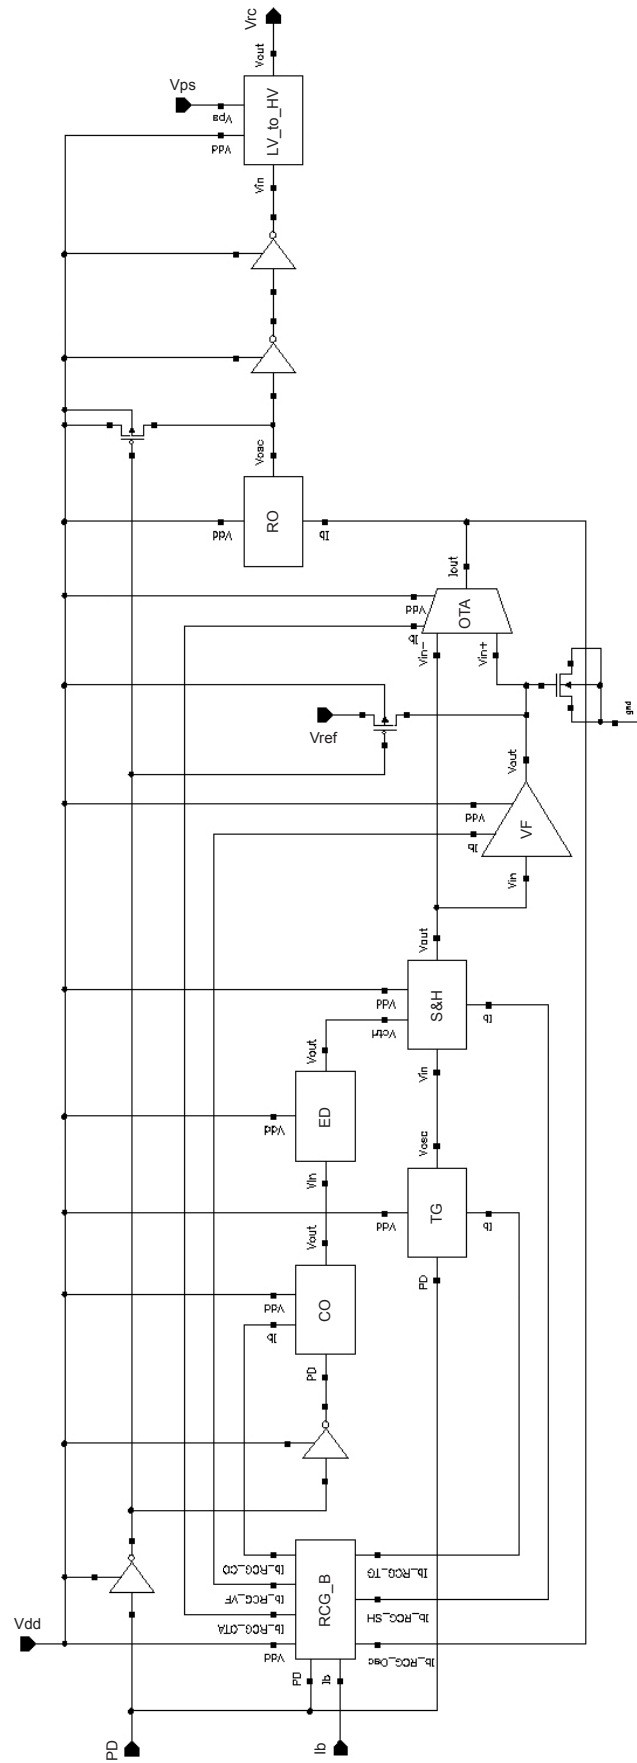 Vrc
Vout
Vps
Vps
Vdd
LV_to_HV
Vin
Vosc
RO
Vdd
Ib
Iout
OTA
Vdd
Ib
Vin-
Vin+
gnd
Vref
Vout
VF
Vdd
Ib
Vin
Vout
S&H
Vdd
Vctrl
Ib
Vin
Vout
ED
Vdd
Vin
Vosc
TG
Vdd
Ib
PD
Vout
CO
Vdd
Ib
PD
Ib_RCG_CO
Ib_RCG_VF
Ib_RCG_OTA
Vdd
RCG_B
Ib_RCG_TG
Ib_RCG_SH
Ib_RCG_Osc
PD
Ib
Vdd
PD
Ib